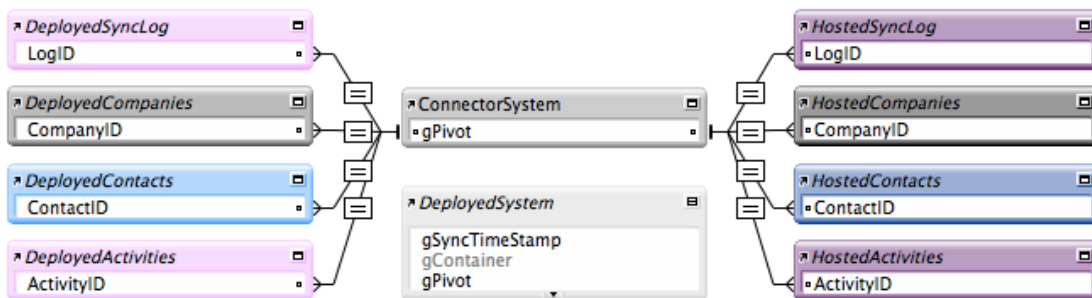 DeployedSyncLog
LogID
DeployedCompanies
CompanyID
DeployedContacts
ContactID
DeployedActivities
ActivityID
ConnectorSystem
gPivot
DeployedSystem
gSyncTimeStamp
gContainer
gPivot
HostedSyncLog
LogID
HostedCompanies
CompanyID
HostedContacts
ContactID
HostedActivities
ActivityID